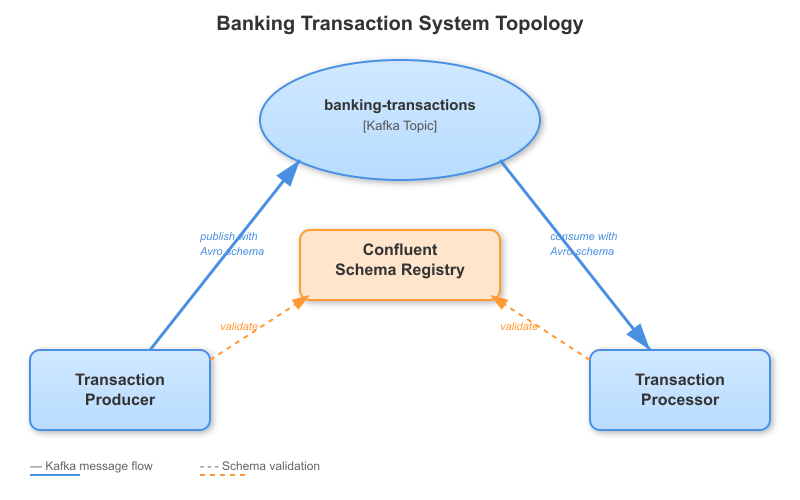 Banking Transaction System Topology
banking-transactions
[Kafka Topic]
publish with
Avro schema
consume with
Avro schema
Confluent
Schema Registry
validate
validate
Transaction
Producer
Transaction
Processor
— Kafka message flow
- - - Schema validation